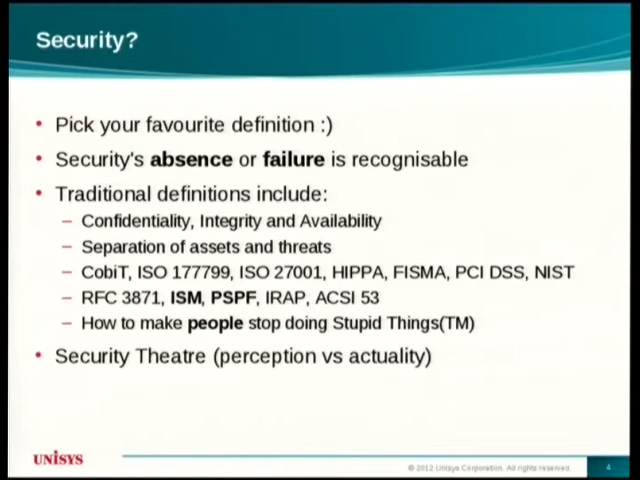 Security?
• Pick your favourite definition :)
• Security's absence or failure is recognisable
• Traditional definitions include:
– Confidentiality, Integrity and Availability
– Separation of assets and threats
– CobiT, ISO 177799, ISO 27001, HIPPA, FISMA, PCI DSS, NIST
– RFC 3871, ISM, PSPF, IRAP, ACSI 53
– How to make people stop doing Stupid Things(TM)
• Security Theatre (perception vs actuality)
UNISYS
© 2012 Unisys Corporation. All rights reserved.
4